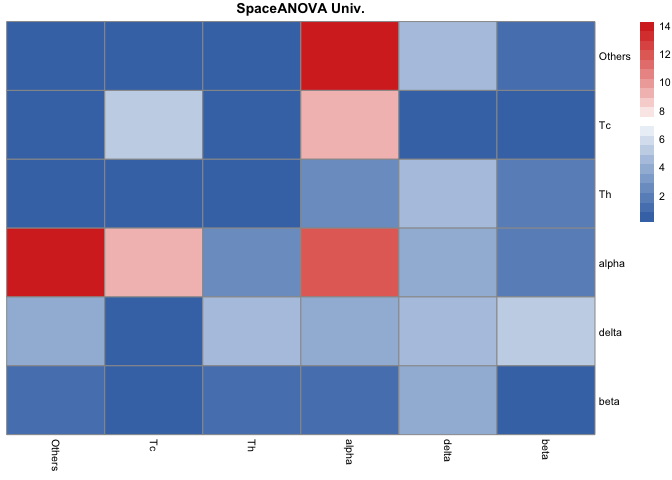 SpaceANOVA Univ.
14
Others
12
10
8
Tc
6
4
Th
2
alpha
delta
beta
Others
Tc
Th
alpha
delta
beta